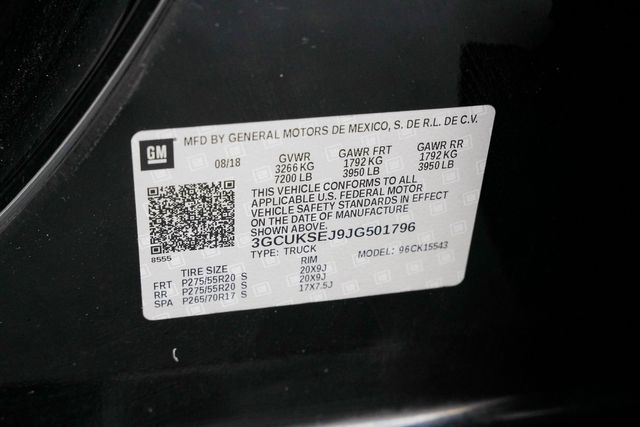 GM
MFD BY GENERAL MOTORS DE MEXICO, S. DE R.L. DE C.V.
08/18 GVWR GAWR FRT GAWR RR
3266 KG 1792 KG 1792 KG
7200 LB 3950 LB 3950 LB
THIS VEHICLE CONFORMS TO ALL
APPLICABLE U.S. FEDERAL MOTOR
VEHICLE SAFETY STANDARDS IN EFFECT
ON THE DATE OF MANUFACTURE
SHOWN ABOVE.
8555
3GCUKSEJ9JG501796
TYPE: TRUCK MODEL: 96CK15543
TIRE SIZE RIM
FRT P275/55R20 S 20X9J
RR P275/55R20 S 20X9J
SPA P265/70R17 S 17X7.5J